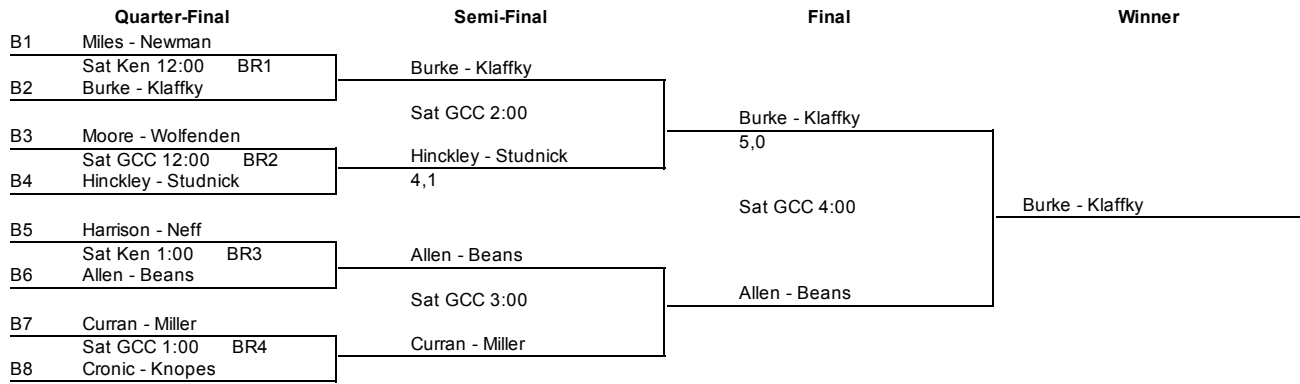 Quarter-Final Semi-Final Final Winner
B1 Miles - Newman
Sat Ken 12:00 BR1
B2 Burke - Klaffky
B3 Moore - Wolfenden
Sat GCC 12:00 BR2
B4 Hinckley - Studnick
B5 Harrison - Neff
Sat Ken 1:00 BR3
B6 Allen - Beans
B7 Curran - Miller
Sat GCC 1:00 BR4
B8 Cronic - Knopes
Burke - Klaffky
Sat GCC 2:00
Hinckley - Studnick
4,1
Allen - Beans
Sat GCC 3:00
Curran - Miller
Burke - Klaffky
5,0
Sat GCC 4:00
Allen - Beans
Burke - Klaffky